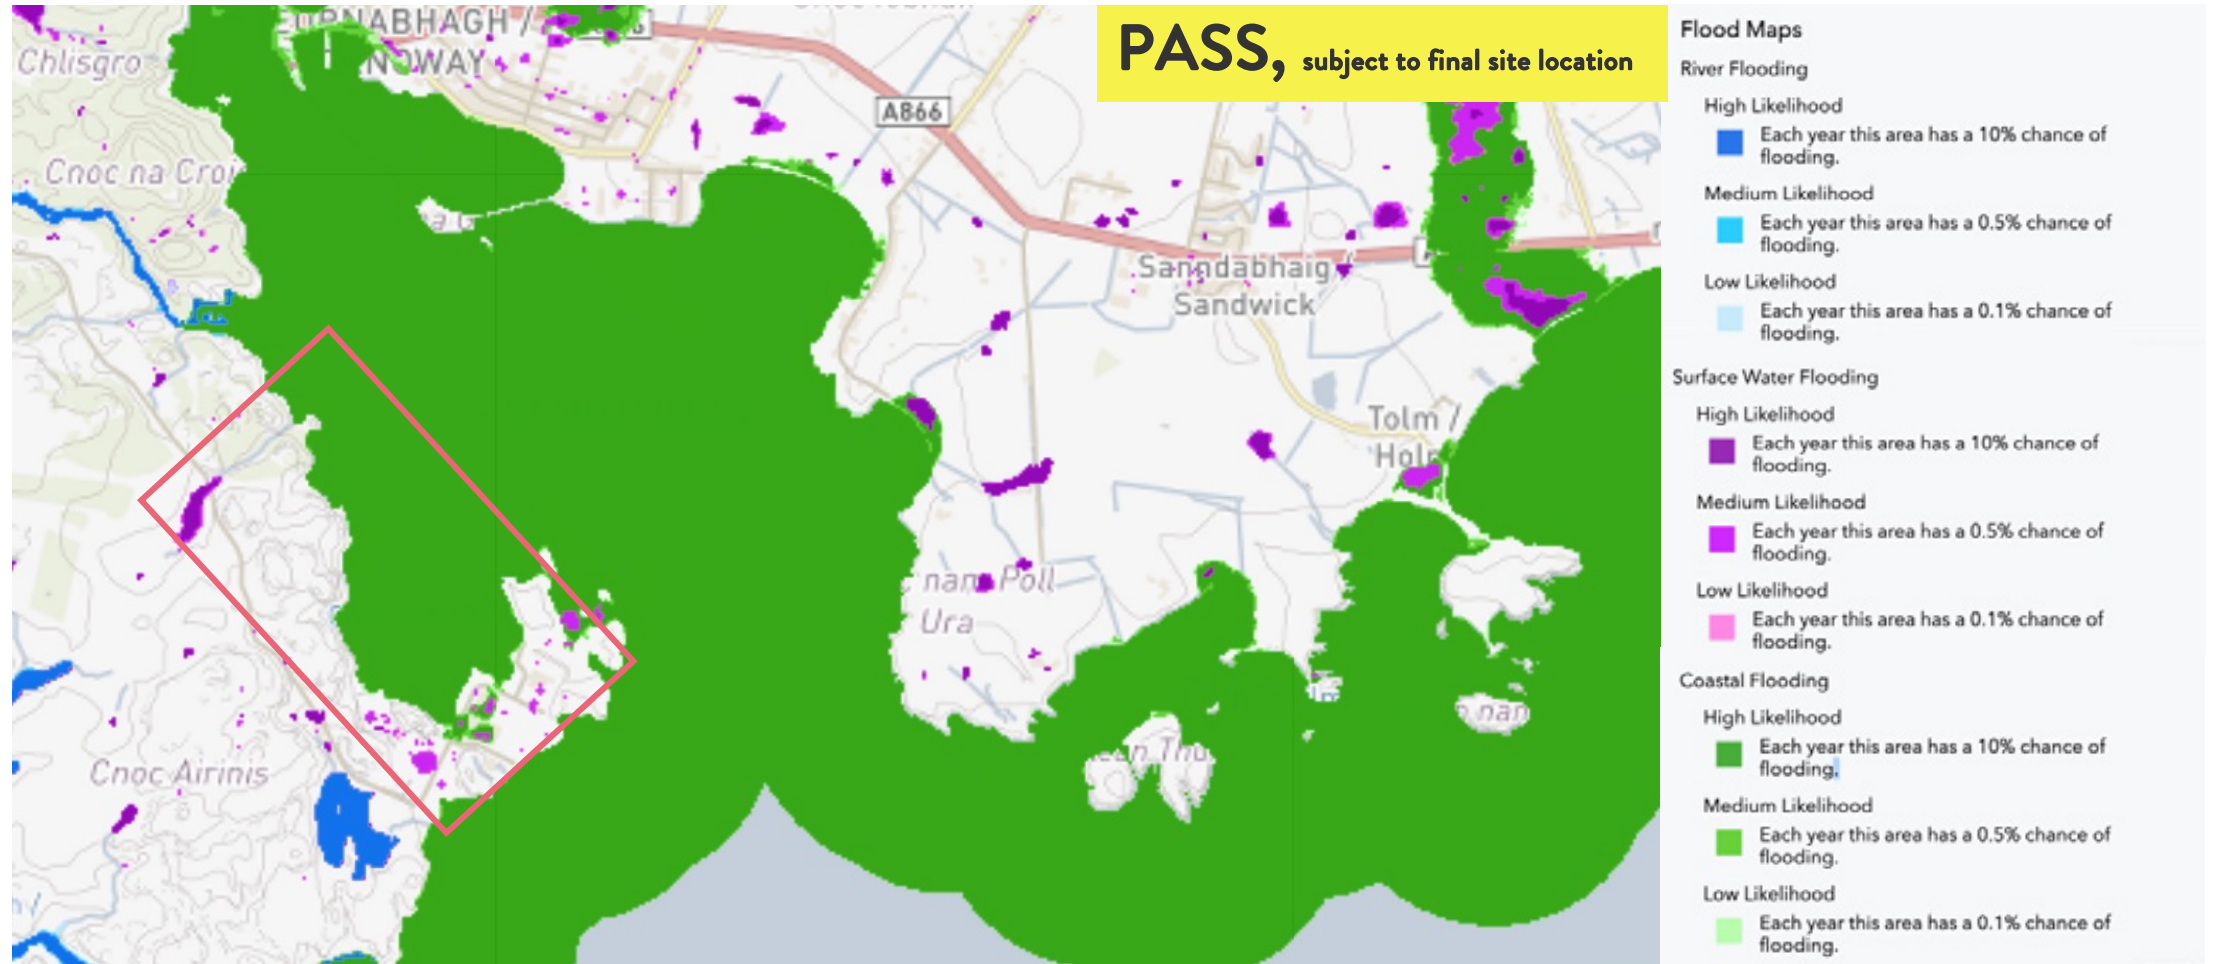 NOWAY
Chlisgro
PASS, subject to final site location
A866
Cnoc na Croi
Sanndabhaig /
Sandwick
Tolm /
Holm
nam Poll
Ura
Cnoc Airinis
nan
Flood Maps
River Flooding
High Likelihood
Each year this area has a 10% chance of
flooding.
Medium Likelihood
Each year this area has a 0.5% chance of
flooding.
Low Likelihood
Each year this area has a 0.1% chance of
flooding.
Surface Water Flooding
High Likelihood
Each year this area has a 10% chance of
flooding.
Medium Likelihood
Each year this area has a 0.5% chance of
flooding.
Low Likelihood
Each year this area has a 0.1% chance of
flooding.
Coastal Flooding
High Likelihood
Each year this area has a 10% chance of
flooding.
Medium Likelihood
Each year this area has a 0.5% chance of
flooding.
Low Likelihood
Each year this area has a 0.1% chance of
flooding.